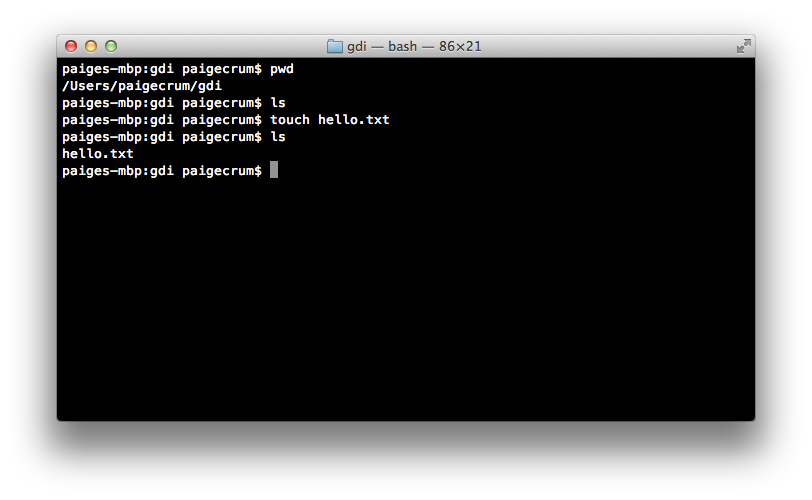 gdi — bash — 86×21
paiges-mbp:gdi paigecrum$ pwd
/Users/paigecrum/gdi
paiges-mbp:gdi paigecrum$ ls
paiges-mbp:gdi paigecrum$ touch hello.txt
paiges-mbp:gdi paigecrum$ ls
hello.txt
paiges-mbp:gdi paigecrum$